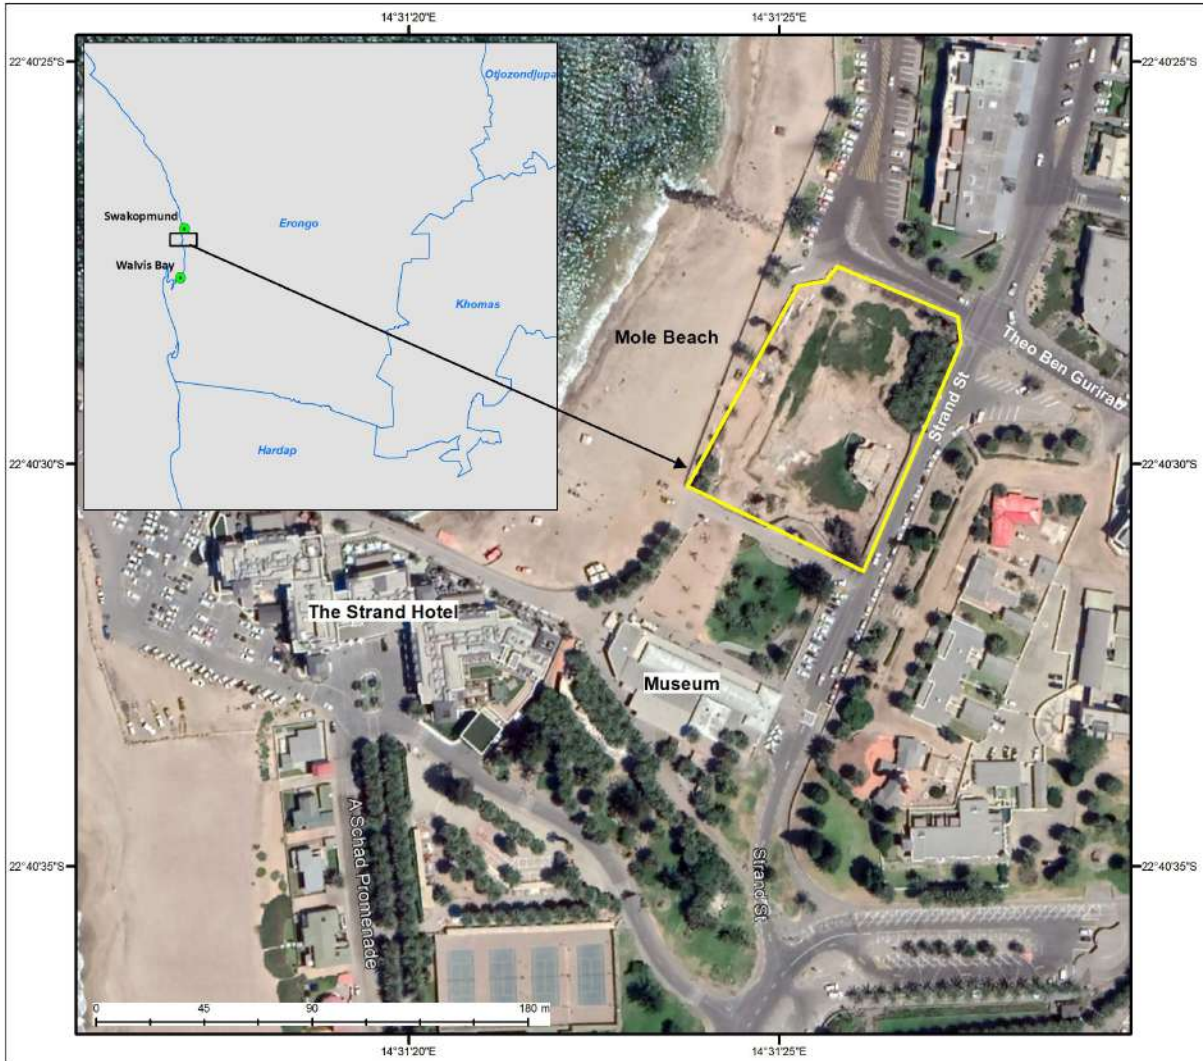 14°31'20"E
14°31'25"E
22°40'25"S
22°40'25"S
Otjozondjupa
Swakopmund
Erongo
Walvis Bay
Khomas
Hardap
Mole Beach
Theo Ben Gurirab
Strand St
22°40'30"S
22°40'30"S
The Strand Hotel
Museum
A Schad Promenade
Strand St
22°40'35"S
22°40'35"S
0 45 90 180 m
14°31'20"E
14°31'25"E